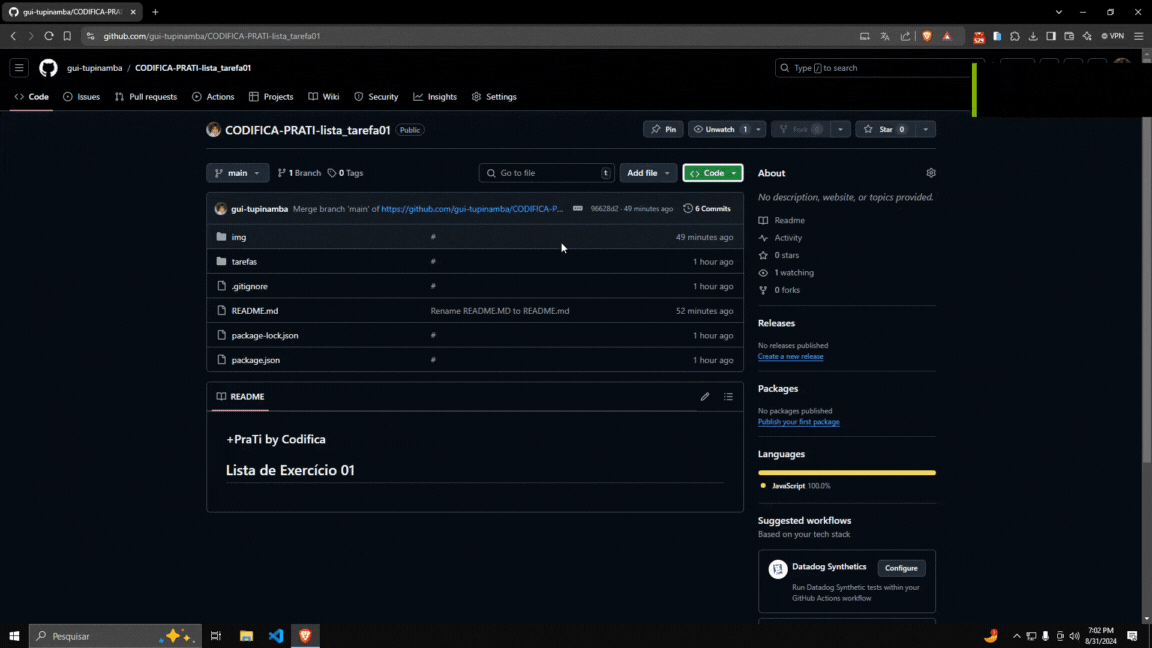 gui-tupinamba/CODIFICA-PRAT
github.com/gui-tupinamba/CODIFICA-PRATI-lista_tarefa01
VPN
gui-tupinamba / CODIFICA-PRATI-lista_tarefa01
Type / to search
Code Issues Pull requests Actions Projects Wiki Security Insights Settings
CODIFICA-PRATI-lista_tarefa01 Public
Pin Unwatch 1 Fork 0 Star 0
main 1 Branch 0 Tags
Go to file t
Add file
Code
gui-tupinamba Merge branch 'main' of https://github.com/gui-tupinamba/CODIFICA-P... 96628d2 · 49 minutes ago 6 Commits
img # 49 minutes ago
tarefas # 1 hour ago
.gitignore # 1 hour ago
README.md Rename README.MD to README.md 52 minutes ago
package-lock.json # 1 hour ago
package.json # 1 hour ago
README
+PraTi by Codifica
Lista de Exercício 01
About
No description, website, or topics provided.
Readme
Activity
0 stars
1 watching
0 forks
Releases
No releases published
Create a new release
Packages
No packages published
Publish your first package
Languages
JavaScript 100.0%
Suggested workflows
Based on your tech stack
Datadog Synthetics
Configure
Run Datadog Synthetic tests within your
GitHub Actions workflow
Pesquisar
7:02 PM
8/31/2024